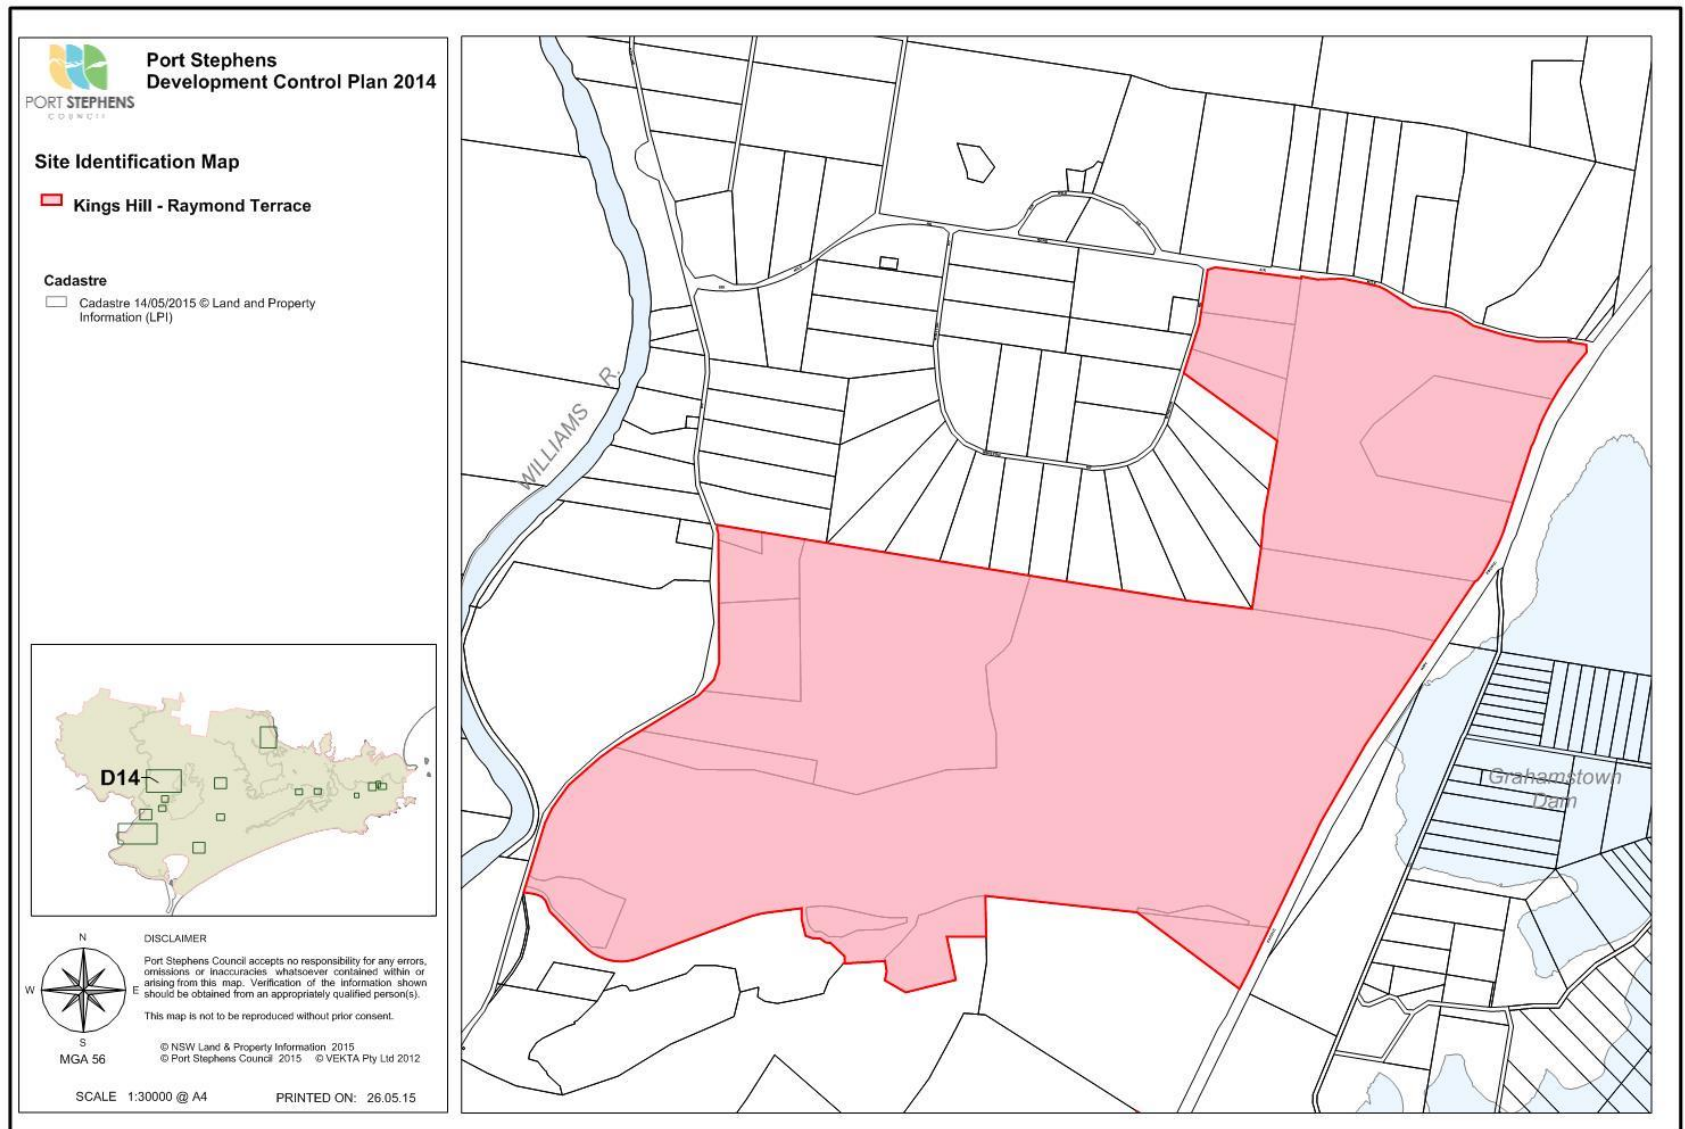 PORT STEPHENS
COUNCIL
Port Stephens
Development Control Plan 2014
Site Identification Map
Kings Hill - Raymond Terrace
Cadastre
Cadastre 14/05/2015 © Land and Property
Information (LPI)
D14
N
W
E
S
MGA 56
DISCLAIMER
Port Stephens Council accepts no responsibility for any errors,
omissions or inaccuracies whatsoever contained within or
arising from this map. Verification of the information shown
should be obtained from an appropriately qualified person(s).
This map is not to be reproduced without prior consent.
© NSW Land & Property Information 2015
© Port Stephens Council 2015 © VEKTA Pty Ltd 2012
SCALE 1:30000 @ A4
PRINTED ON: 26.05.15
WILLIAMS R.
Grahamstown
Dam